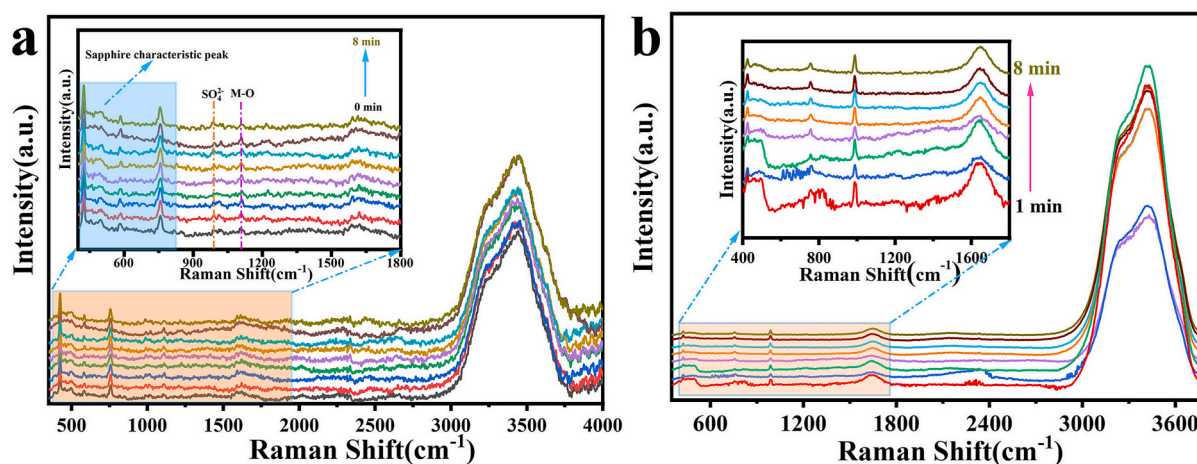 a
Intensity(a.u.)
Sapphire characteristic peak
8 min
SO₄²⁻ M-O
0 min
Intensity(a.u.)
600 900 1200 1500 1800
Raman Shift(cm⁻¹)
500 1000 1500 2000 2500 3000 3500 4000
Raman Shift(cm⁻¹)
b
Intensity(a.u.)
8 min
1 min
Intensity(a.u.)
400 800 1200 1600
Raman Shift(cm⁻¹)
600 1200 1800 2400 3000 3600
Raman Shift(cm⁻¹)